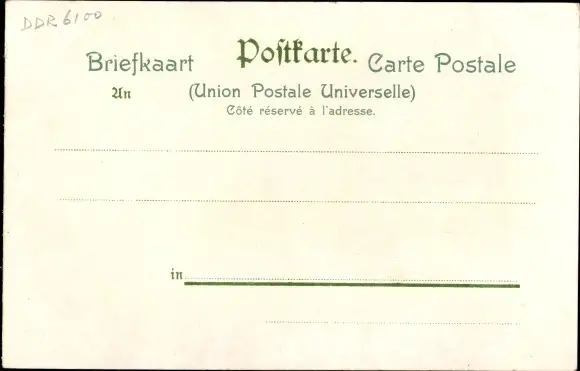 DDR 6100
Briefkaart Postkarte. Carte Postale
An (Union Postale Universelle)
Côté réservé à l'adresse.
in